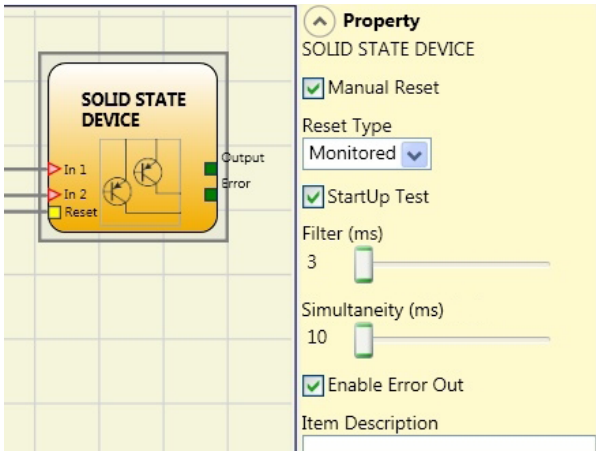 SOLID STATE
DEVICE
In 1
In 2
Reset
Output
Error
Property
SOLID STATE DEVICE
Manual Reset
Reset Type
Monitored
StartUp Test
Filter (ms)
3
Simultaneity (ms)
10
Enable Error Out
Item Description